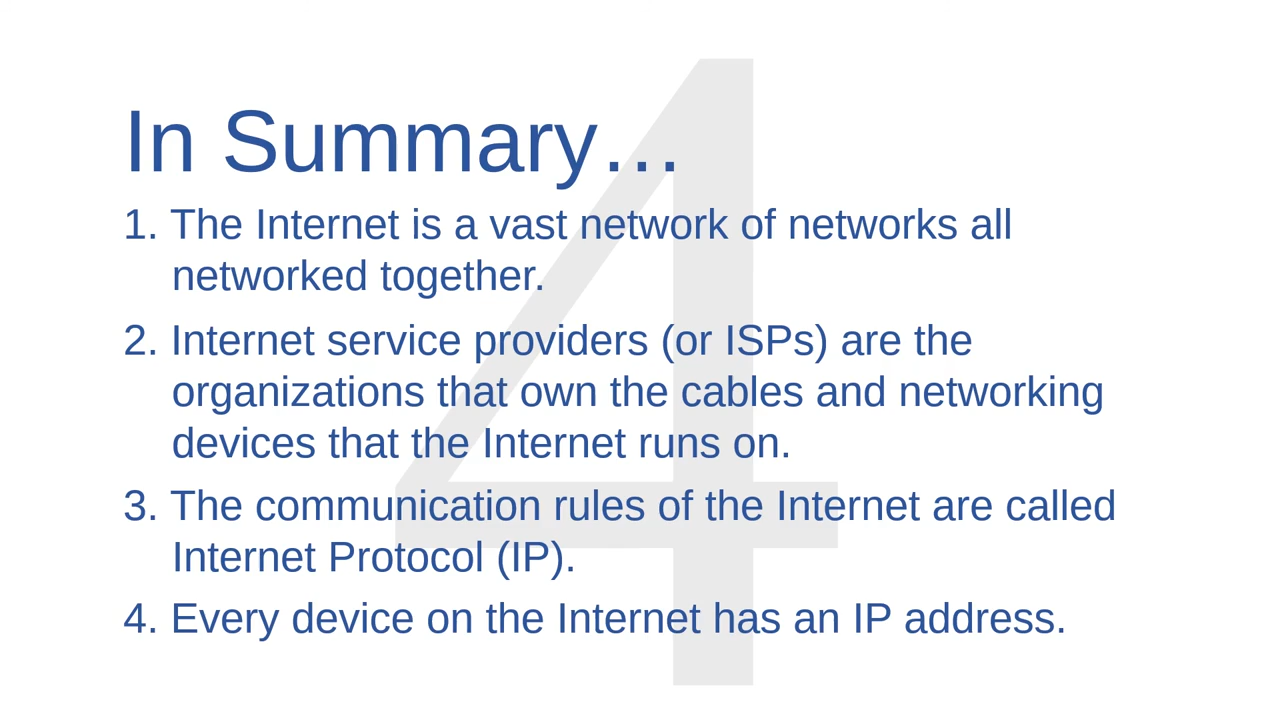 In Summary…
1. The Internet is a vast network of networks all
networked together.
2. Internet service providers (or ISPs) are the
organizations that own the cables and networking
devices that the Internet runs on.
3. The communication rules of the Internet are called
Internet Protocol (IP).
4. Every device on the Internet has an IP address.
4